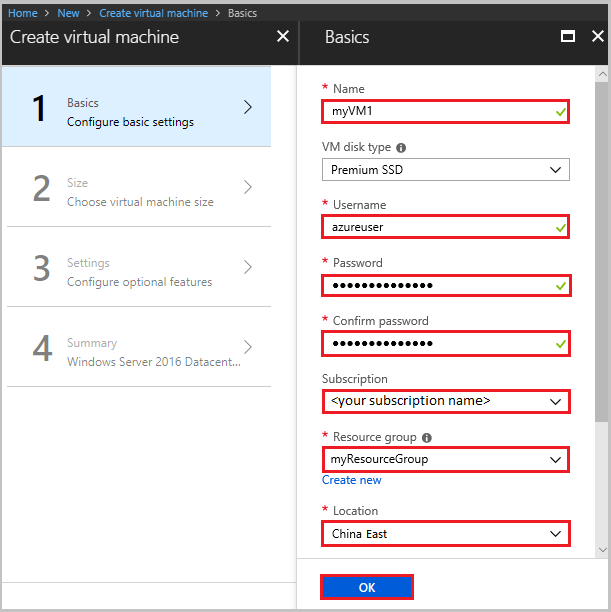 Home > New > Create virtual machine > Basics
Create virtual machine
1
Basics
Configure basic settings
2
Size
Choose virtual machine size
3
Settings
Configure optional features
4
Summary
Windows Server 2016 Datacent...
Basics
* Name
myVM1
VM disk type
Premium SSD
* Username
azureuser
* Password
••••••••••••••
* Confirm password
••••••••••••••
Subscription
<your subscription name>
* Resource group
myResourceGroup
Create new
* Location
China East
OK